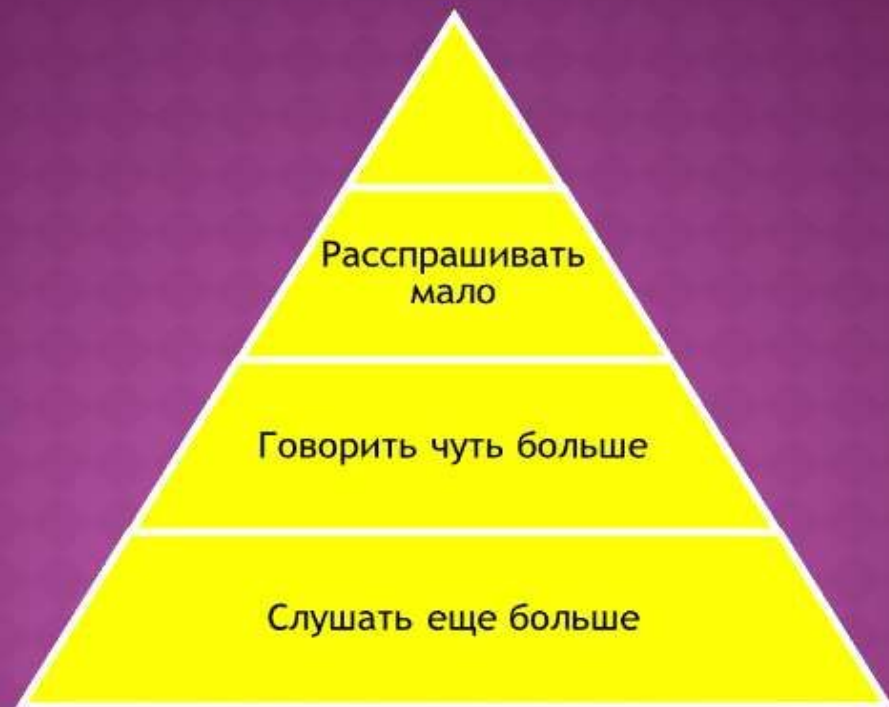 Расспрашивать
мало
Говорить чуть больше
Слушать еще больше